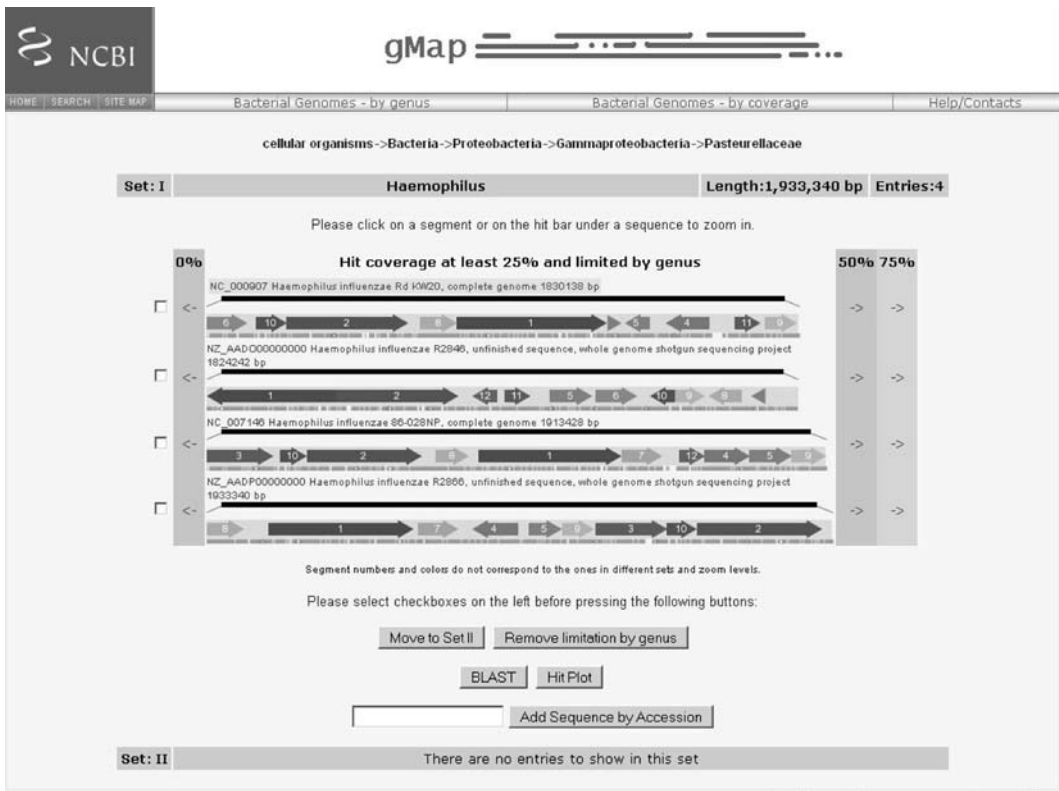 NCBI
gMap
HOME SEARCH SITE MAP Bacterial Genomes - by genus Bacterial Genomes - by coverage Help/Contacts
cellular organisms->Bacteria->Proteobacteria->Gammaproteobacteria->Pasteurellaceae
Set: I Haemophilus Length:1,933,340 bp Entries:4
Please click on a segment or on the hit bar under a sequence to zoom in.
0% Hit coverage at least 25% and limited by genus 50% 75%
NC_000907 Haemophilus influenzae Rd KW20, complete genome 1830138 bp
<- -> ->
6 10 2 8 1 5 4 11 9
NZ_AADO00000000 Haemophilus influenzae R2846, unfinished sequence, whole genome shotgun sequencing project
1824242 bp
<- -> ->
1 2 12 11 5 6 10 9 8
NC_007146 Haemophilus influenzae 86-028NP, complete genome 1913428 bp
<- -> ->
3 10 2 8 1 7 12 4 5 9
NZ_AADP00000000 Haemophilus influenzae R2866, unfinished sequence, whole genome shotgun sequencing project
1933340 bp
<- -> ->
8 1 7 4 5 9 3 10 2
Segment numbers and colors do not correspond to the ones in different sets and zoom levels.
Please select checkboxes on the left before pressing the following buttons:
Move to Set II Remove limitation by genus
BLAST Hit Plot
Add Sequence by Accession
Set: II There are no entries to show in this set